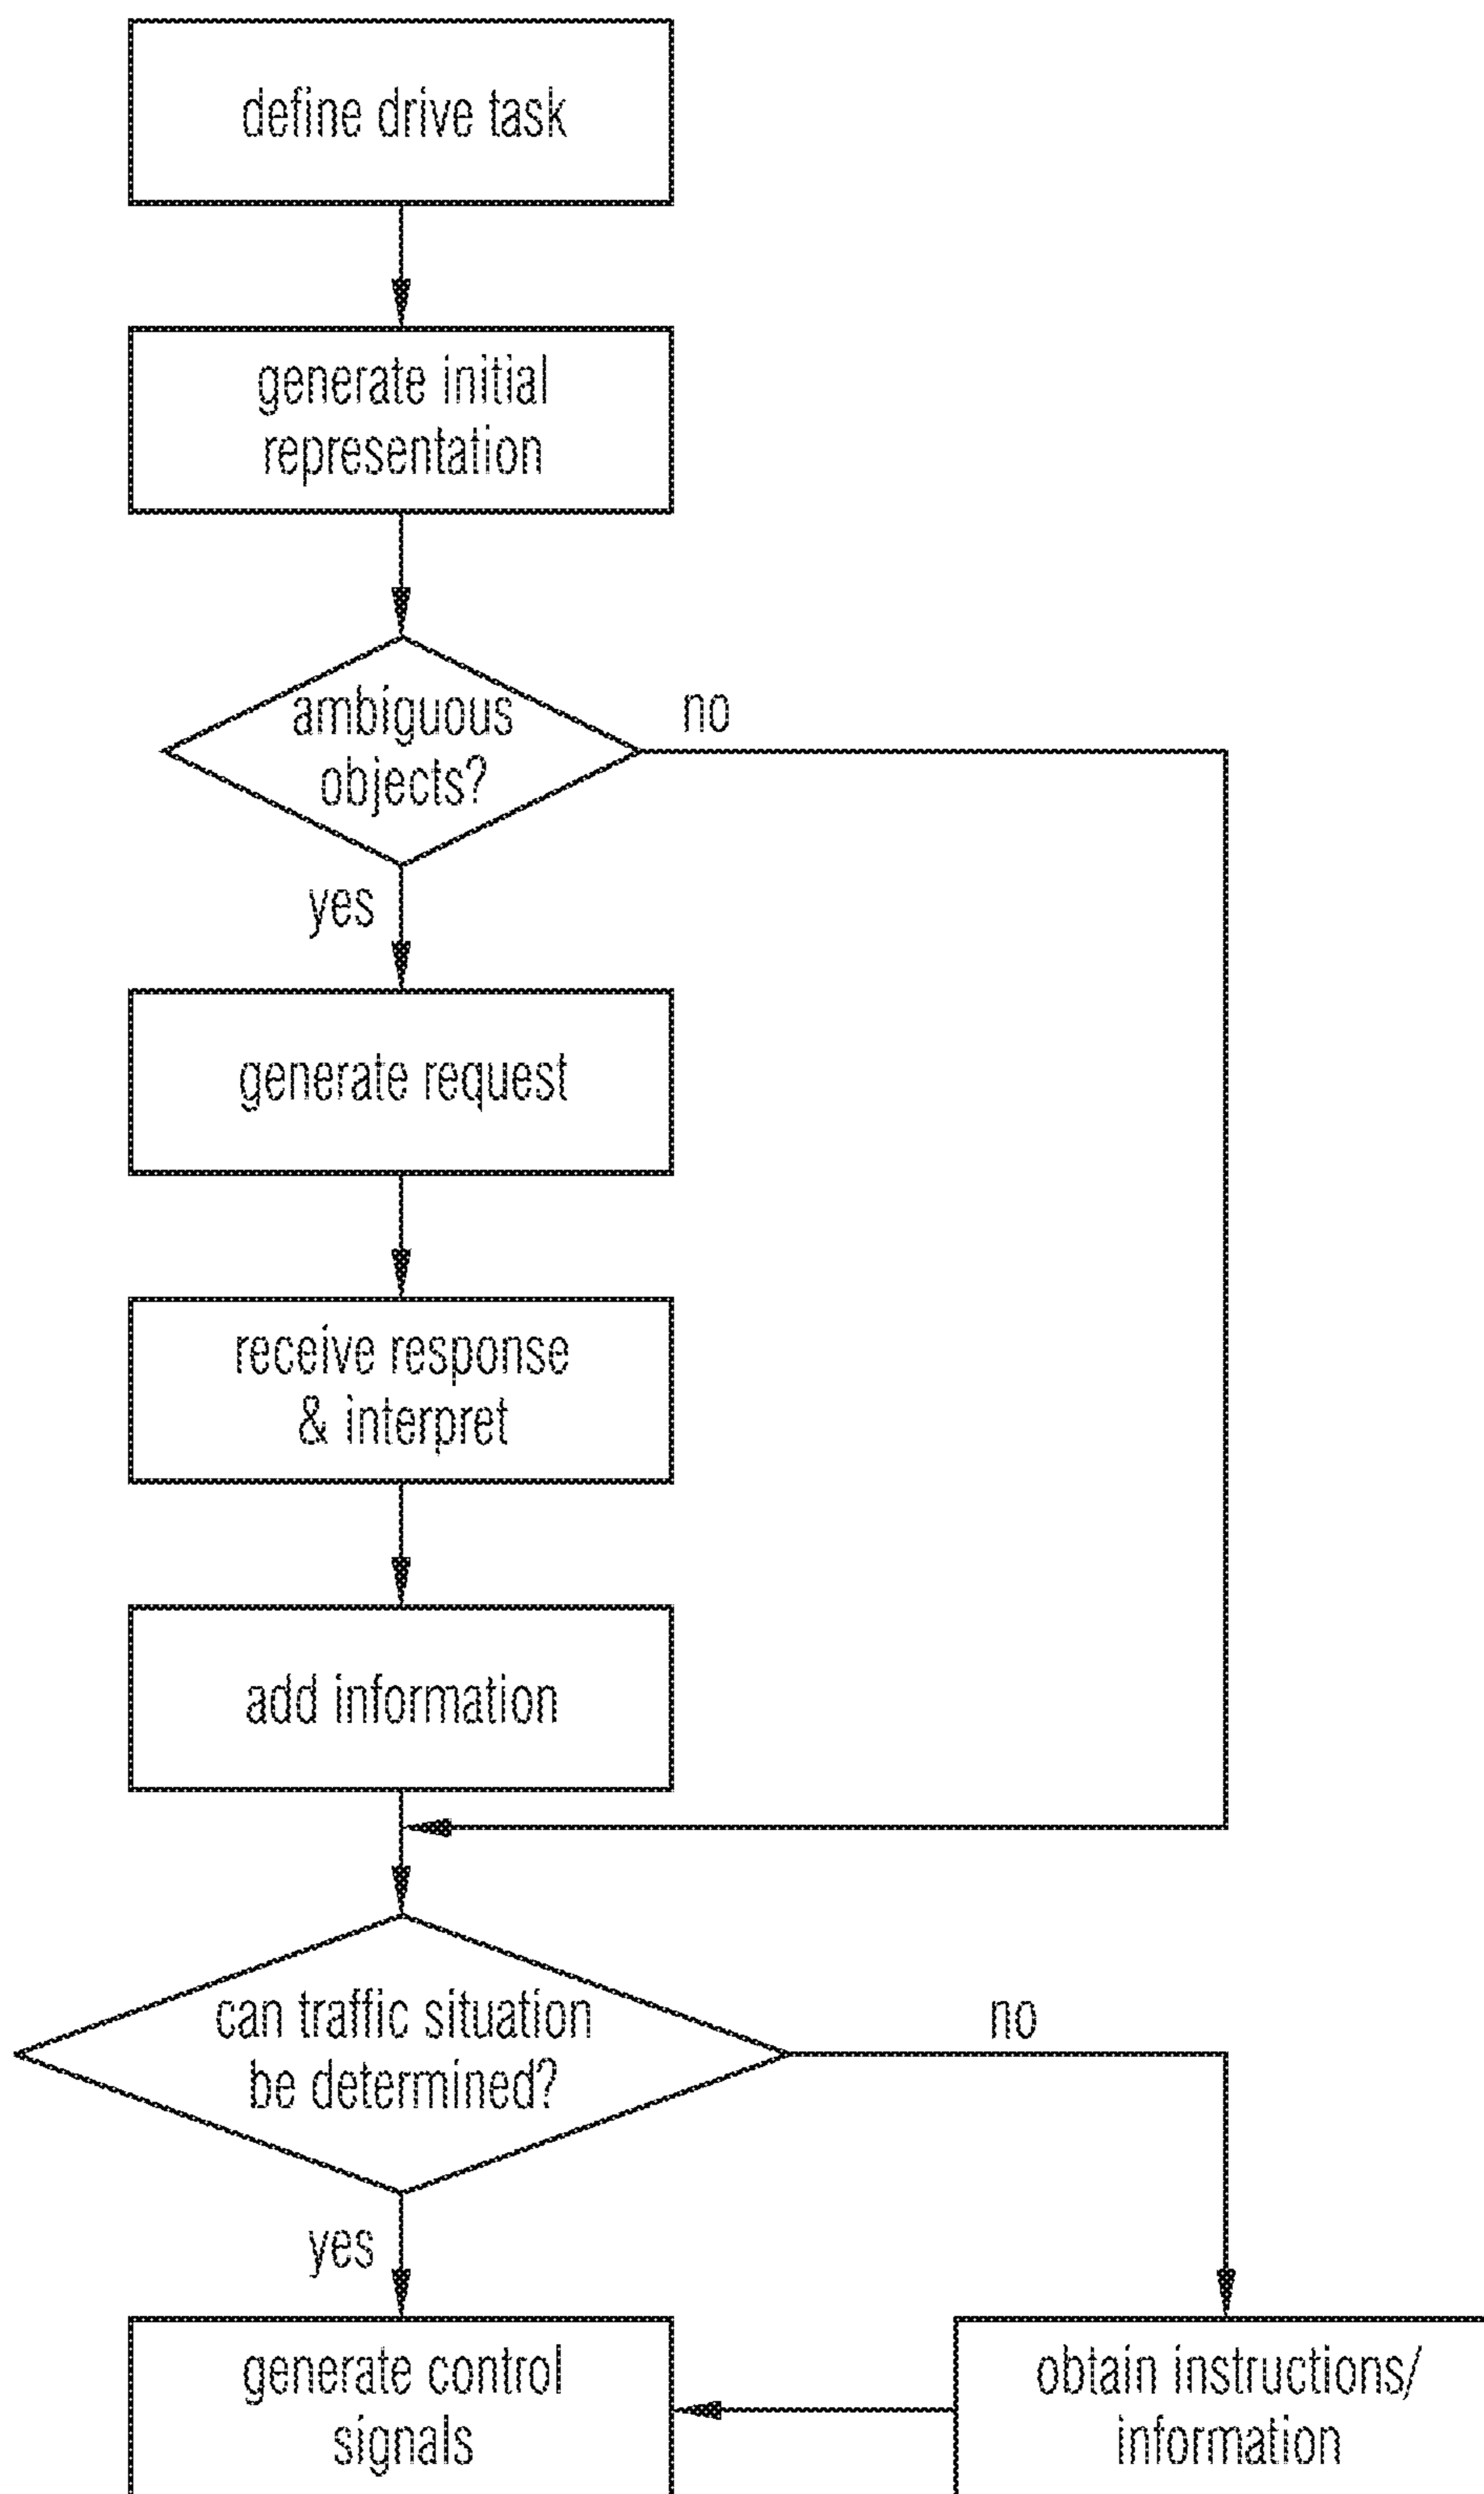 define drive task
generate initial
representation
ambiguous
objects?
no
yes
generate request
receive response
& interpret
add information
can traffic situation
be determined?
no
yes
generate control
signals
obtain instructions/
information